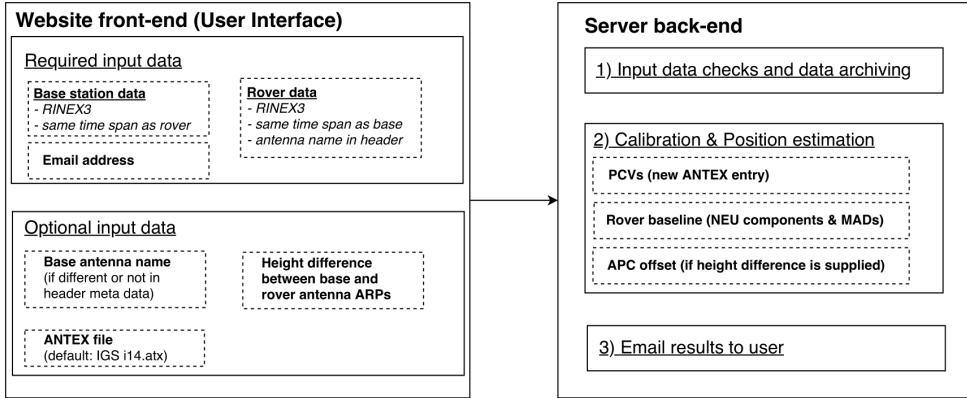 Website front-end (User Interface)
Required input data
Base station data
- RINEX3
- same time span as rover
Rover data
- RINEX3
- same time span as base
- antenna name in header
Email address
Optional input data
Base antenna name
(if different or not in
header meta data)
Height difference
between base and
rover antenna ARPs
ANTEX file
(default: IGS i14.atx)
Server back-end
1) Input data checks and data archiving
2) Calibration & Position estimation
PCVs (new ANTEX entry)
Rover baseline (NEU components & MADs)
APC offset (if height difference is supplied)
3) Email results to user